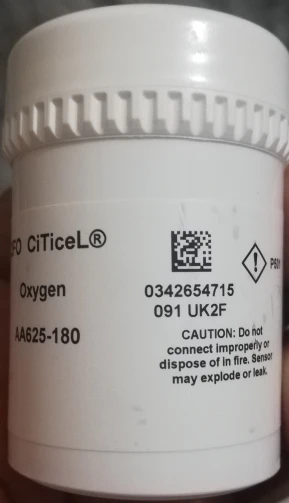 CiTiceL®
Oxygen
AA625-180
0342654715
091 UK2F
CAUTION: Do not
connect improperly or
dispose of in fire. Sensor
may explode or leak.